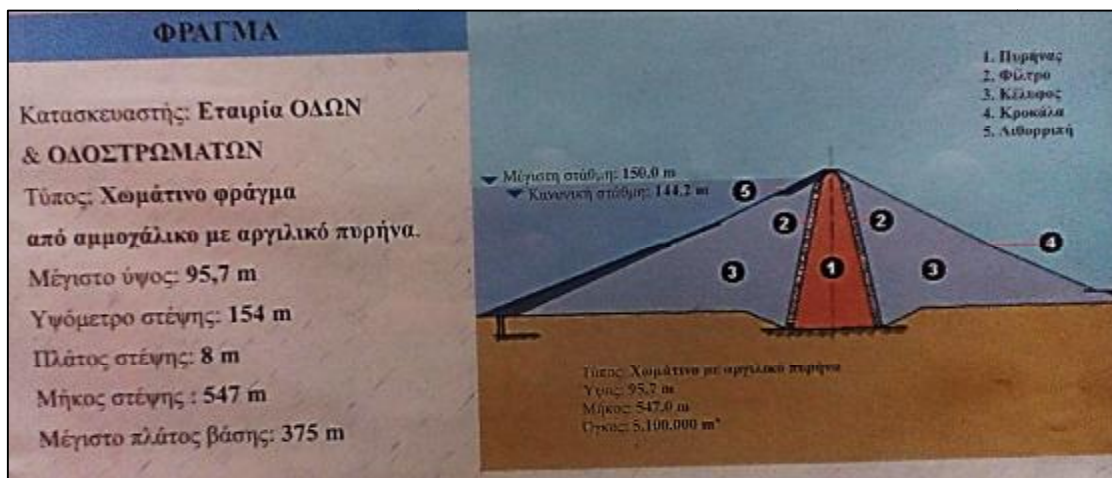 ΦΡΑΓΜΑ
Κατασκευαστής: Εταιρία ΟΔΩΝ
& ΟΔΟΣΤΡΩΜΑΤΩΝ
Τύπος: Χωμάτινο φράγμα
από αμμοχάλικο με αργιλικό πυρήνα.
Μέγιστο ύψος: 95,7 m
Υψόμετρο στέψης: 154 m
Πλάτος στέψης: 8 m
Μήκος στέψης : 547 m
Μέγιστο πλάτος βάσης: 375 m
1. Πυρήνας
2. Φίλτρο
3. Κέλυφος
4. Κροκάλα
5. Λιθορριπή
Μέγιστη στάθμη: 150.0 m
Κανονική στάθμη: 144.2 m
5
2
2
4
3
1
3
Τύπος: Χωμάτινο με αργιλικό πυρήνα
Υψος: 95,7 m
Μήκος: 547.0 m
Ογκος: 5.100.000 m³